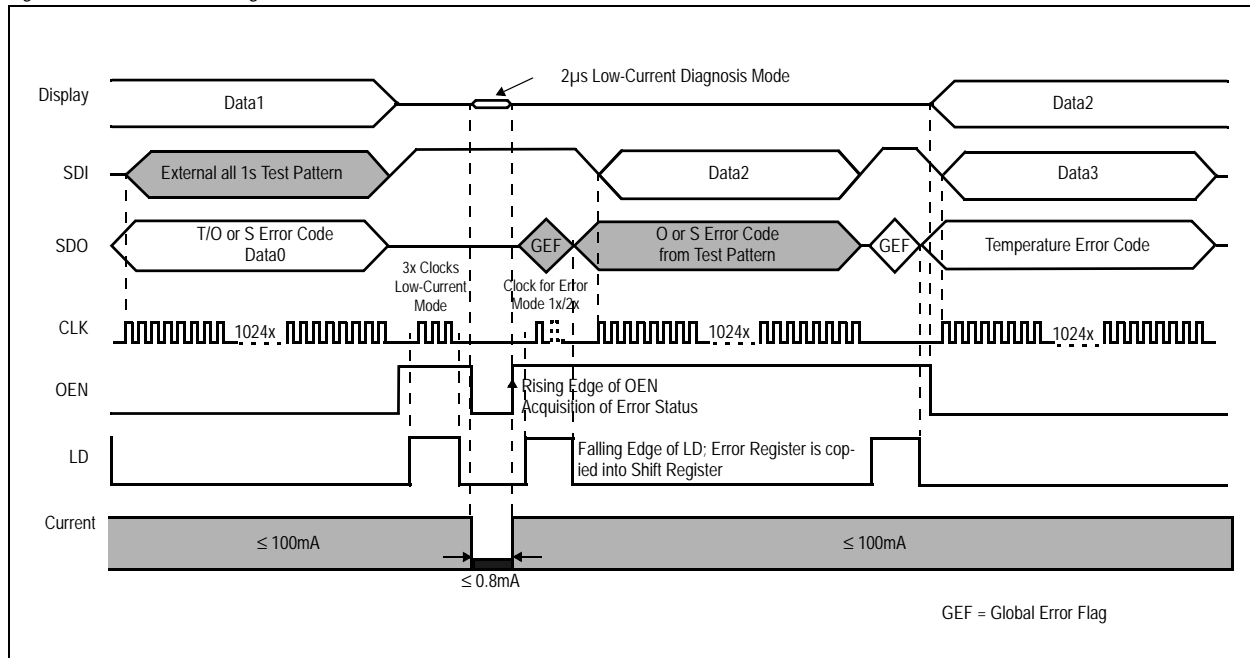 2µs Low-Current Diagnosis Mode
Display
Data1
Data2
SDI
External all 1s Test Pattern
Data2
Data3
SDO
T/O or S Error Code
Data0
GEF
O or S Error Code
from Test Pattern
GEF
Temperature Error Code
3x Clocks
Low-Current
Mode
Clock for Error
Mode 1x/2x
CLK
1024x
1024x
1024x
OEN
Rising Edge of OEN
Acquisition of Error Status
LD
Falling Edge of LD; Error Register is cop-
ied into Shift Register
Current
≤ 100mA
≤ 100mA
≤ 0.8mA
GEF = Global Error Flag